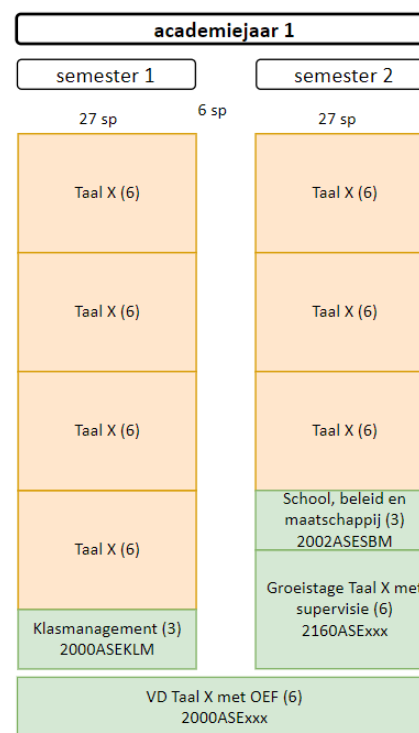 academiejaar 1
semester 1
semester 2
27 sp
6 sp
27 sp
Taal X (6)
Taal X (6)
Taal X (6)
Taal X (6)
Klasmanagement (3)
2000ASEKLM
Taal X (6)
Taal X (6)
Taal X (6)
School, beleid en
maatschappij (3)
2002ASESBM
Groeistage Taal X met
supervisie (6)
2160ASExxx
VD Taal X met OEF (6)
2000ASExxx